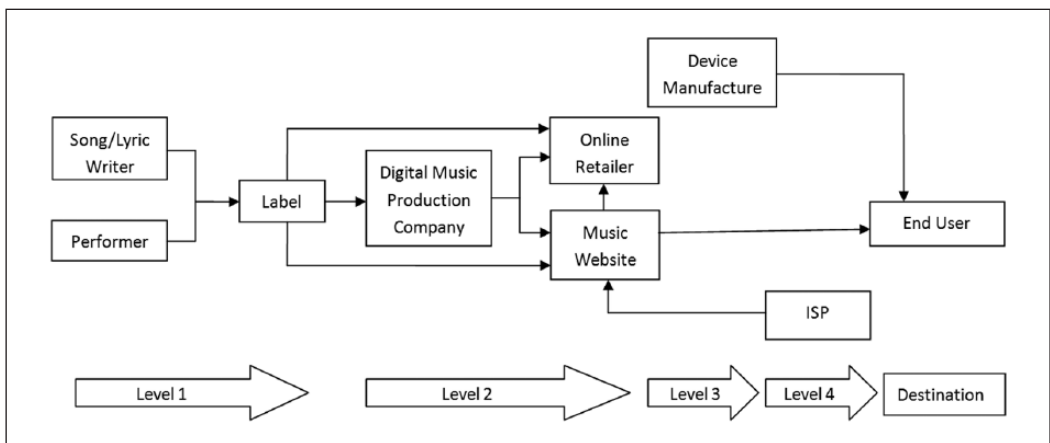 Device
Manufacture
Song/Lyric
Writer
Online
Retailer
Digital Music
Production
Company
Label
Performer
Music
Website
End User
ISP
Level 1
Level 2
Level 3
Level 4
Destination